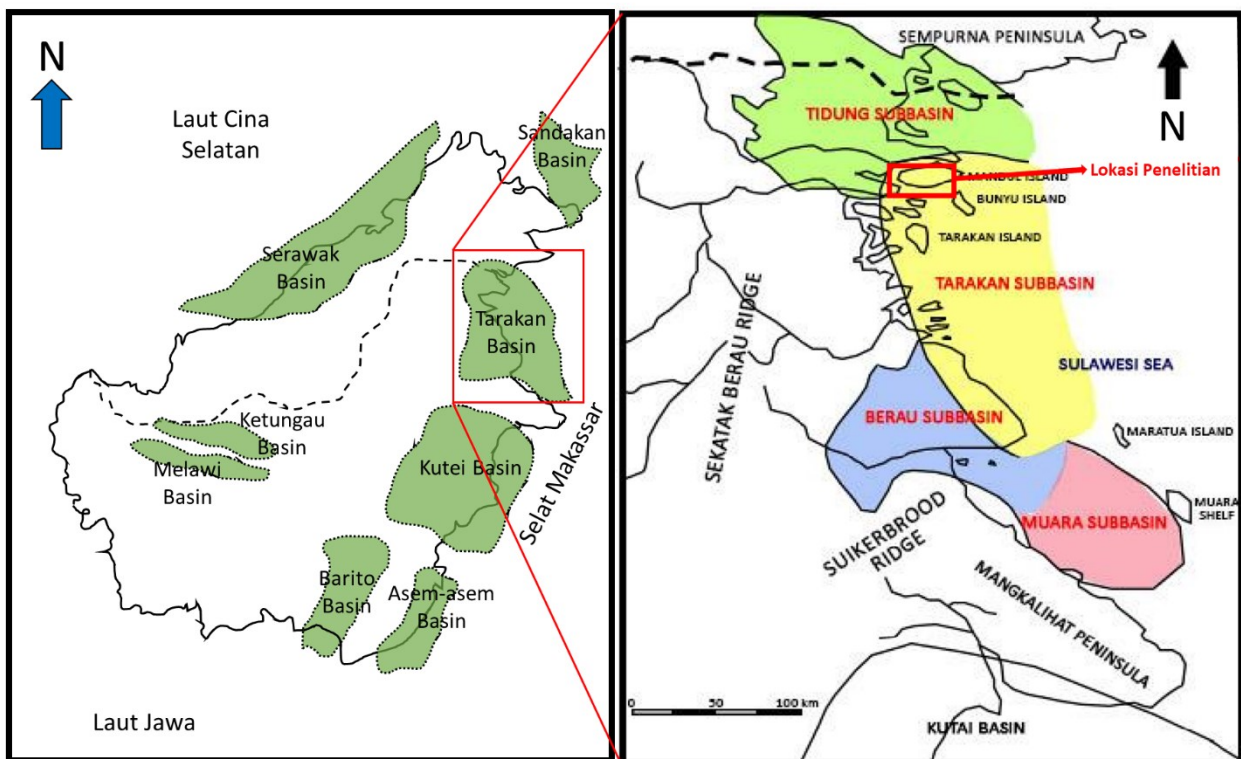 N
Laut Cina
Selatan
Sandakan
Basin
Serawak
Basin
Tarakan
Basin
Ketungau
Basin
Melawi
Basin
Kutei Basin
Selat Makassar
Barito
Basin
Asem-asem
Basin
Laut Jawa
SEMPURNA PENINSULA
N
TIDUNG SUBBASIN
MANDUL ISLAND
Lokasi Penelitian
BUNYU ISLAND
TARAKAN ISLAND
TARAKAN SUBBASIN
SEKATAK BERAU RIDGE
SULAWESI SEA
BERAU SUBBASIN
MARATUA ISLAND
MUARA
SHELF
MUARA SUBBASIN
SUIKERBROOD
RIDGE
MANGKALIHAT PENINSULA
0 50 100 km
KUTAI BASIN